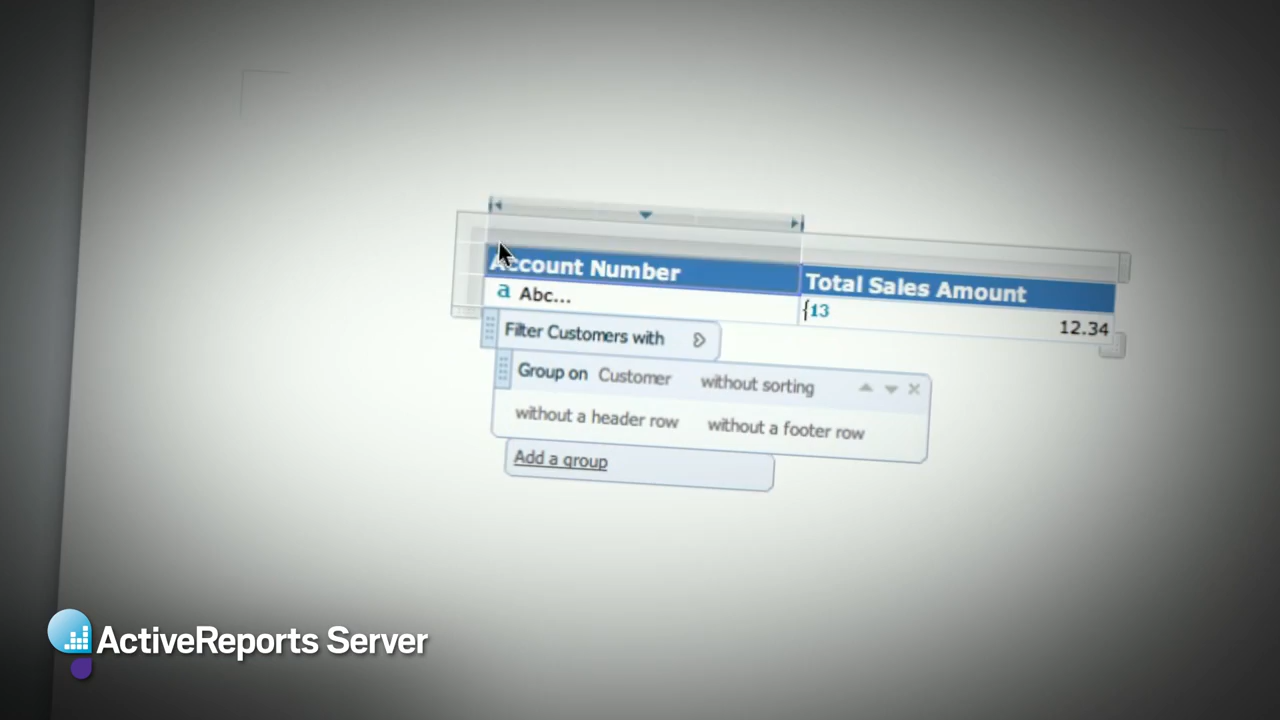 Account Number
Total Sales Amount
a Abc...
{13
12.34
Filter Customers with
Group on Customer without sorting
without a header row without a footer row
Add a group
ActiveReports Server